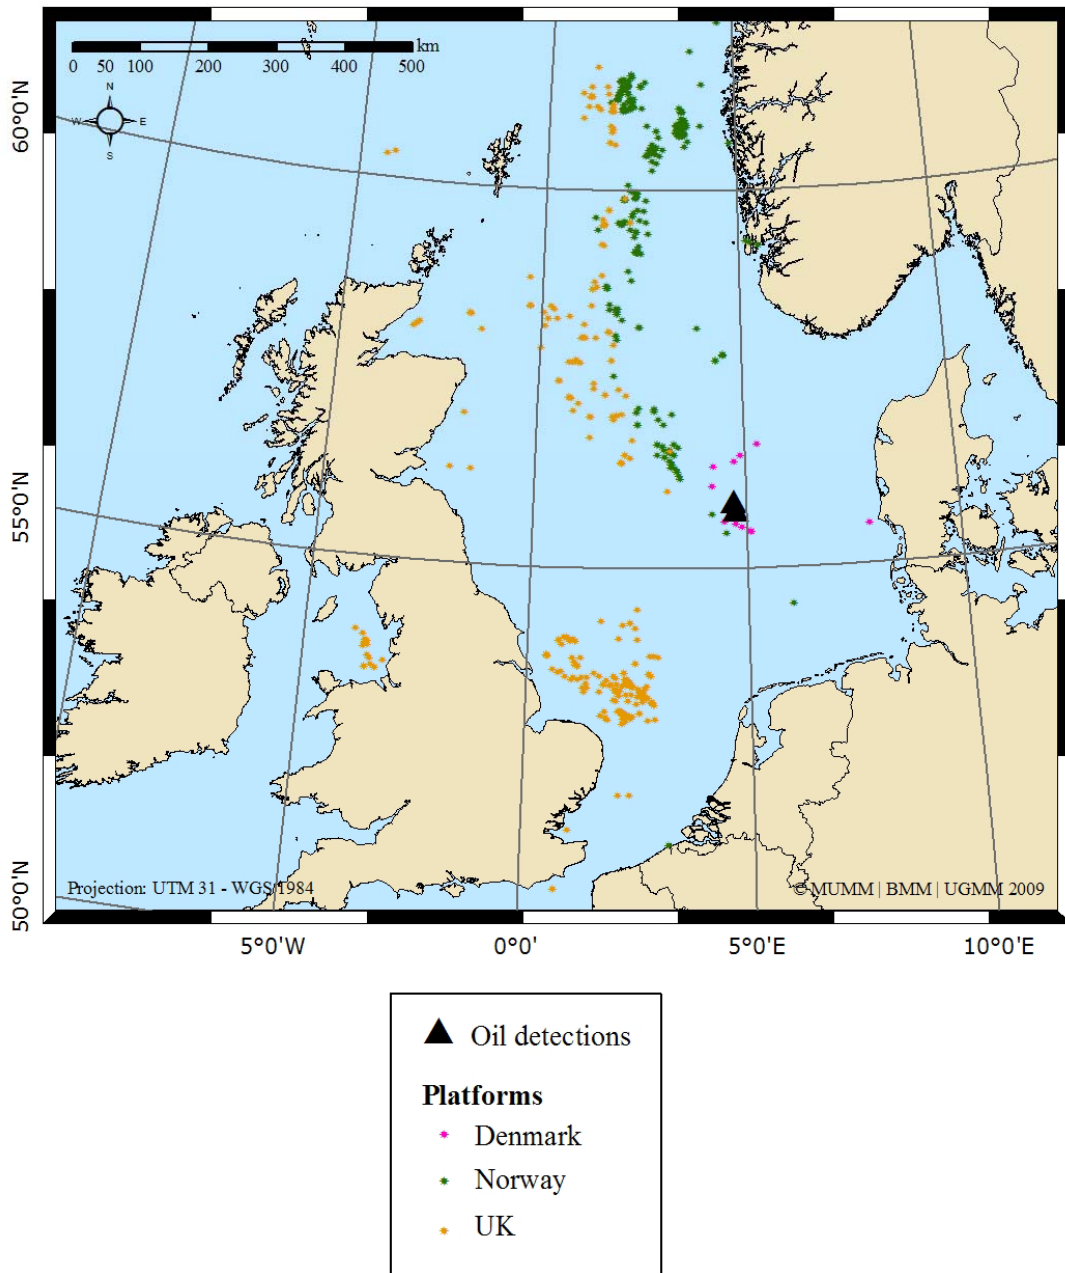 km
0 50 100 200 300 400 500
N
W E
S
60°0'N
55°0'N
50°0'N
Projection: UTM 31 - WGS 1984
© MUMM | BMM | UGMM 2009
5°0'W 0°0' 5°0'E 10°0'E
Oil detections
Platforms
Denmark
Norway
UK